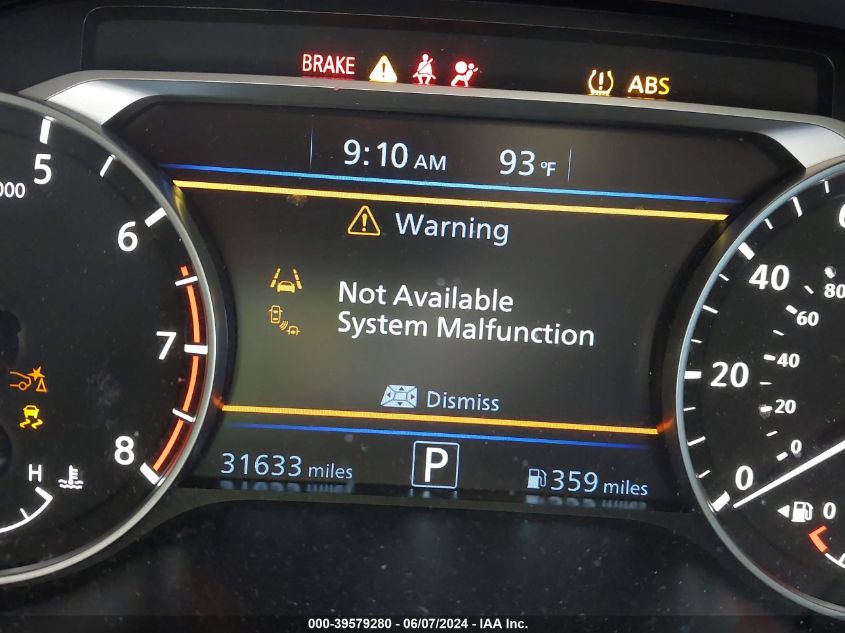 BRAKE
ABS
9:10 AM 93 °F
Warning
Not Available
System Malfunction
Dismiss
31633 miles P 359 miles
5
6
7
8
H
40
20
0
80
60
40
20
0
0
000-39579280 - 06/07/2024 - IAA Inc.